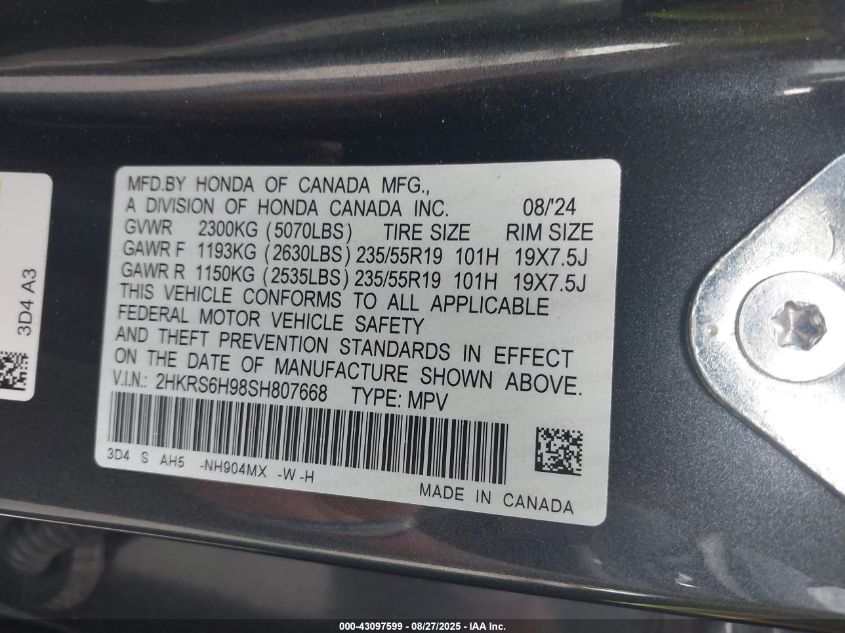 MFD.BY HONDA OF CANADA MFG.,
A DIVISION OF HONDA CANADA INC. 08/'24
GVWR 2300KG (5070LBS) TIRE SIZE RIM SIZE
GAWR F 1193KG (2630LBS) 235/55R19 101H 19X7.5J
GAWR R 1150KG (2535LBS) 235/55R19 101H 19X7.5J
THIS VEHICLE CONFORMS TO ALL APPLICABLE
FEDERAL MOTOR VEHICLE SAFETY
AND THEFT PREVENTION STANDARDS IN EFFECT
ON THE DATE OF MANUFACTURE SHOWN ABOVE.
V.I.N.: 2HKRS6H98SH807668 TYPE: MPV
3D4 S AH5 -NH904MX -W -H
MADE IN CANADA
3D4 A3
000-43097599 - 08/27/2025 - IAA Inc.